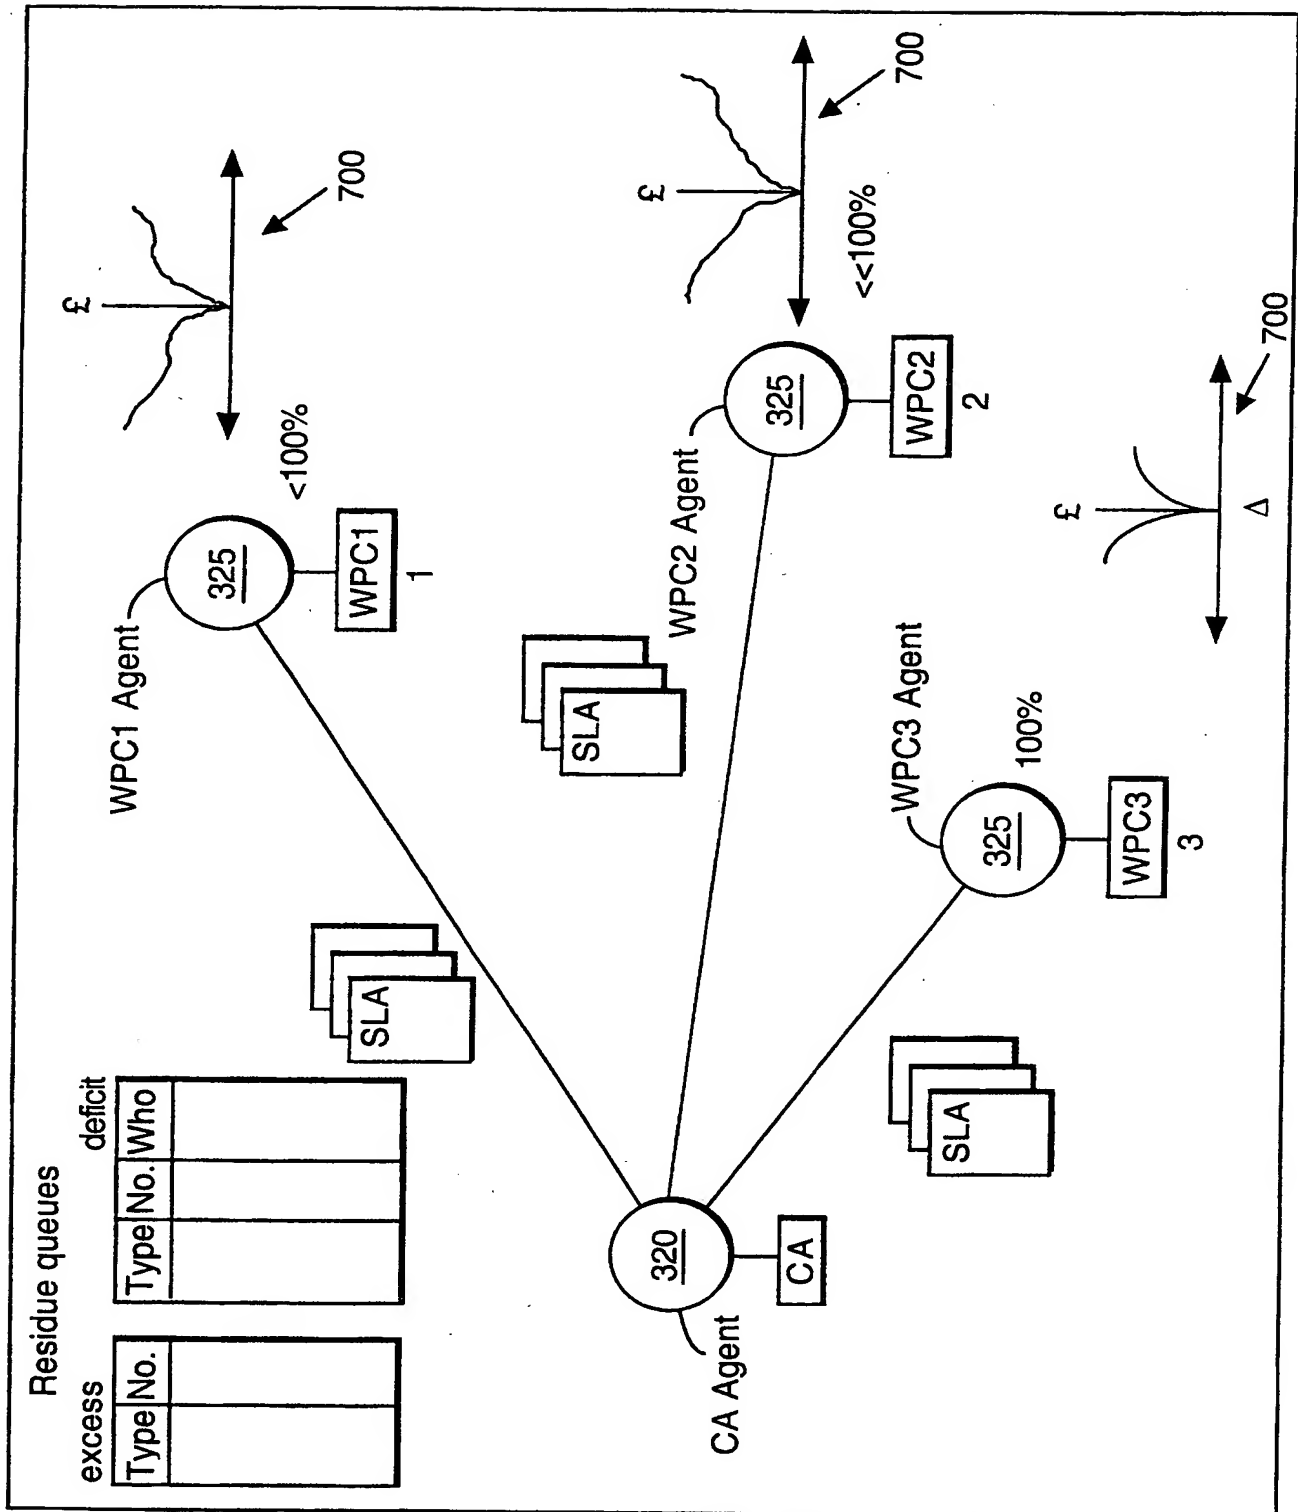 Residue queues
excess
deficit
Type No.
Type No. Who
WPC1 Agent
325
<100%
WPC1
1
£
700
SLA
SLA
WPC2 Agent
325
<<100%
WPC2
2
£
700
CA Agent
320
CA
SLA
WPC3 Agent
325
100%
WPC3
3
£
Δ
700